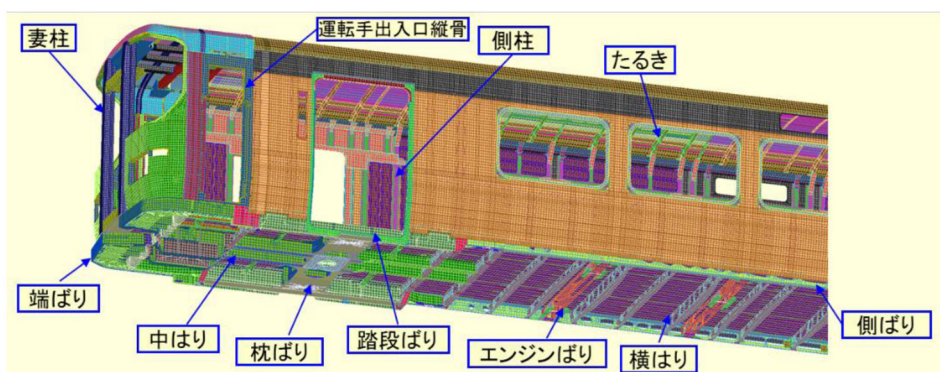 妻柱
運転手出入口縦骨
側柱
たるき
端ばり
中はり
枕ばり
踏段ばり
エンジンばり
横はり
側ばり